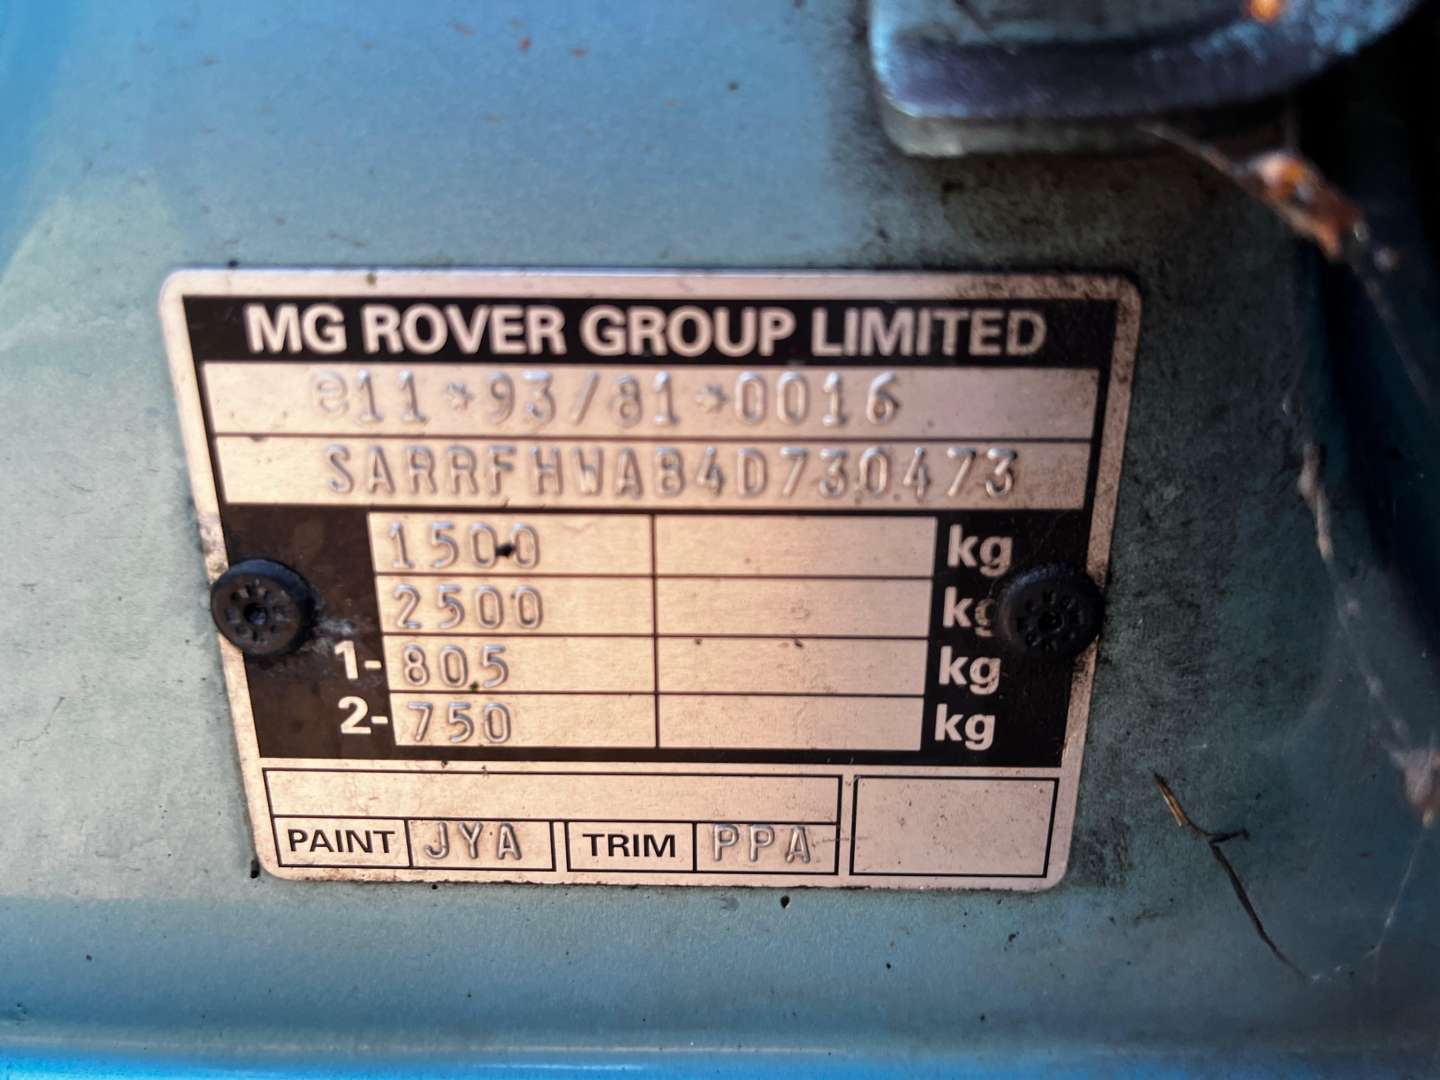 MG ROVER GROUP LIMITED
e11*93/81*0016
SARRFHWAB4D730473
1500 kg
2500 kg
1- 805 kg
2- 750 kg
PAINT JYA TRIM PPA